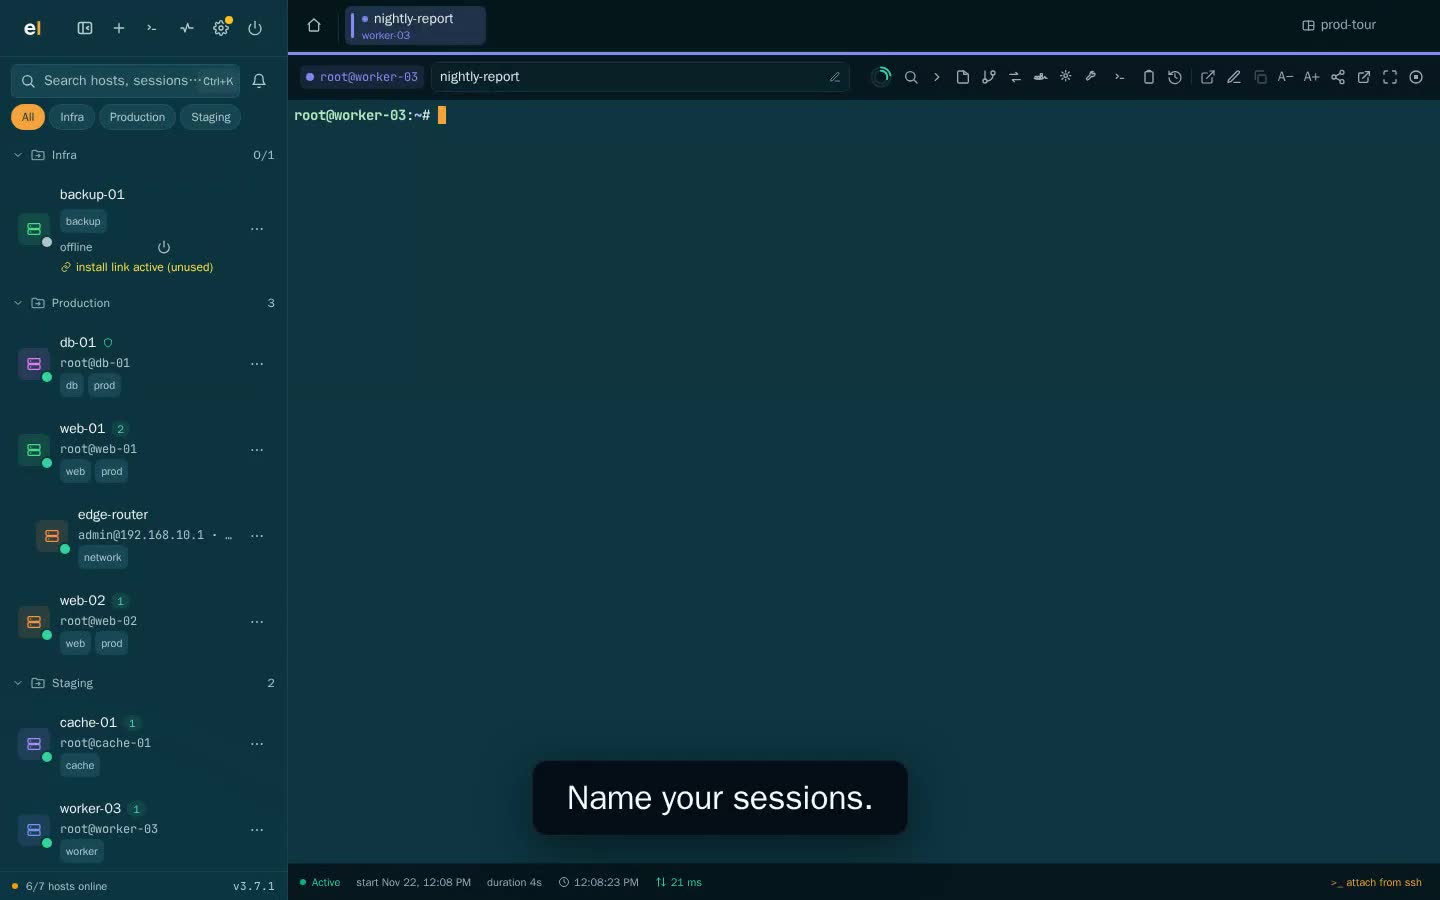 el
Search hosts, sessions… Ctrl+K
All Infra Production Staging
Infra 0/1
backup-01
backup
offline
install link active (unused)
Production 3
db-01
root@db-01
db prod
web-01 2
root@web-01
web prod
edge-router
admin@192.168.10.1 · …
network
web-02 1
root@web-02
web prod
Staging 2
cache-01 1
root@cache-01
cache
worker-03 1
root@worker-03
worker
6/7 hosts online v3.7.1
nightly-report
worker-03
prod-tour
root@worker-03 nightly-report
A− A+
root@worker-03:~#
Name your sessions.
Active start Nov 22, 12:08 PM duration 4s 12:08:23 PM 21 ms
>_ attach from ssh